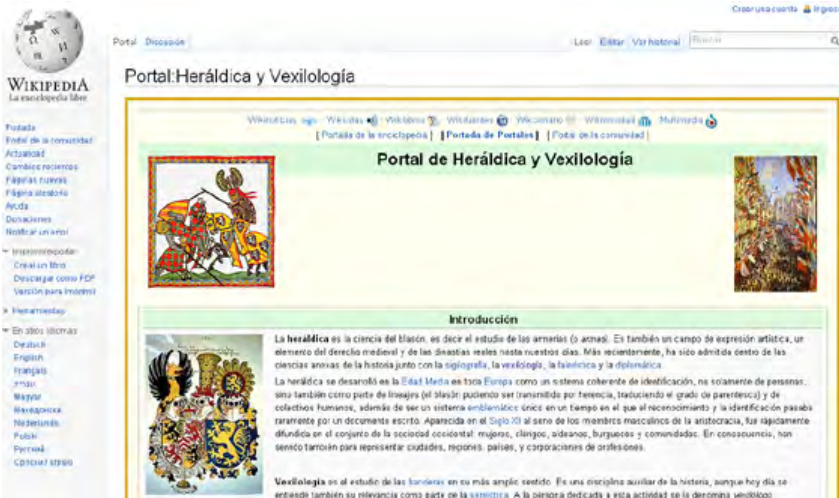 Crear una cuenta Ingresar
Portal Discusión
Leer Editar Ver historial Buscar
WIKIPEDIA
La enciclopedia libre
Portal:Heráldica y Vexilología
Portada
Portal de la comunidad
Actualidad
Cambios recientes
Páginas nuevas
Página aleatoria
Ayuda
Donaciones
Notificar un error
Imprimir/exportar
Crear un libro
Descargar como PDF
Versión para imprimir
Herramientas
En otros idiomas
Deutsch
English
Français
Magyar
Македонски
Nederlands
Polski
Русский
Српски / srpski
Wikinoticias Wikicitas Wikilibros Wikifuentes Wikcionario Wikiversidad Multimedia
[ Portada de la enciclopedia ] [ Portada de Portales ] [ Portal de la comunidad ]
Portal de Heráldica y Vexilología
Introducción
La heráldica es la ciencia del blasón, es decir el estudio de las armerías (o armas). Es también un campo de expresión artística, un
elemento del derecho medieval y de las dinastías reales hasta nuestros días. Más recientemente, ha sido admitida dentro de las
ciencias anexas de la historia junto con la sigilografía, la vexilología, la falerística y la diplomática.
La heráldica se desarrolló en la Edad Media en toda Europa como un sistema coherente de identificación, no solamente de personas,
sino también como parte de linajes (el blasón pudiendo ser transmitido por herencia, traduciendo el grado de parentesco) y de
colectivos humanos, además de ser un sistema emblemático único en un tiempo en el que el reconocimiento y la identificación pasaba
raramente por un documento escrito. Aparecida en el Siglo XII al seno de los miembros masculinos de la aristocracia, fue rápidamente
difundida en el conjunto de la sociedad occidental: mujeres, clérigos, aldeanos, burgueses y comunidades. En consecuencia, han
servido también para representar ciudades, regiones, países, y corporaciones de profesiones.
Vexilología es el estudio de las banderas en su más amplio sentido. Es una disciplina auxiliar de la historia, aunque hoy día se
entiende también su relevancia como parte de la semiótica. A la persona dedicada a esta actividad se la denomina vexilólogo.